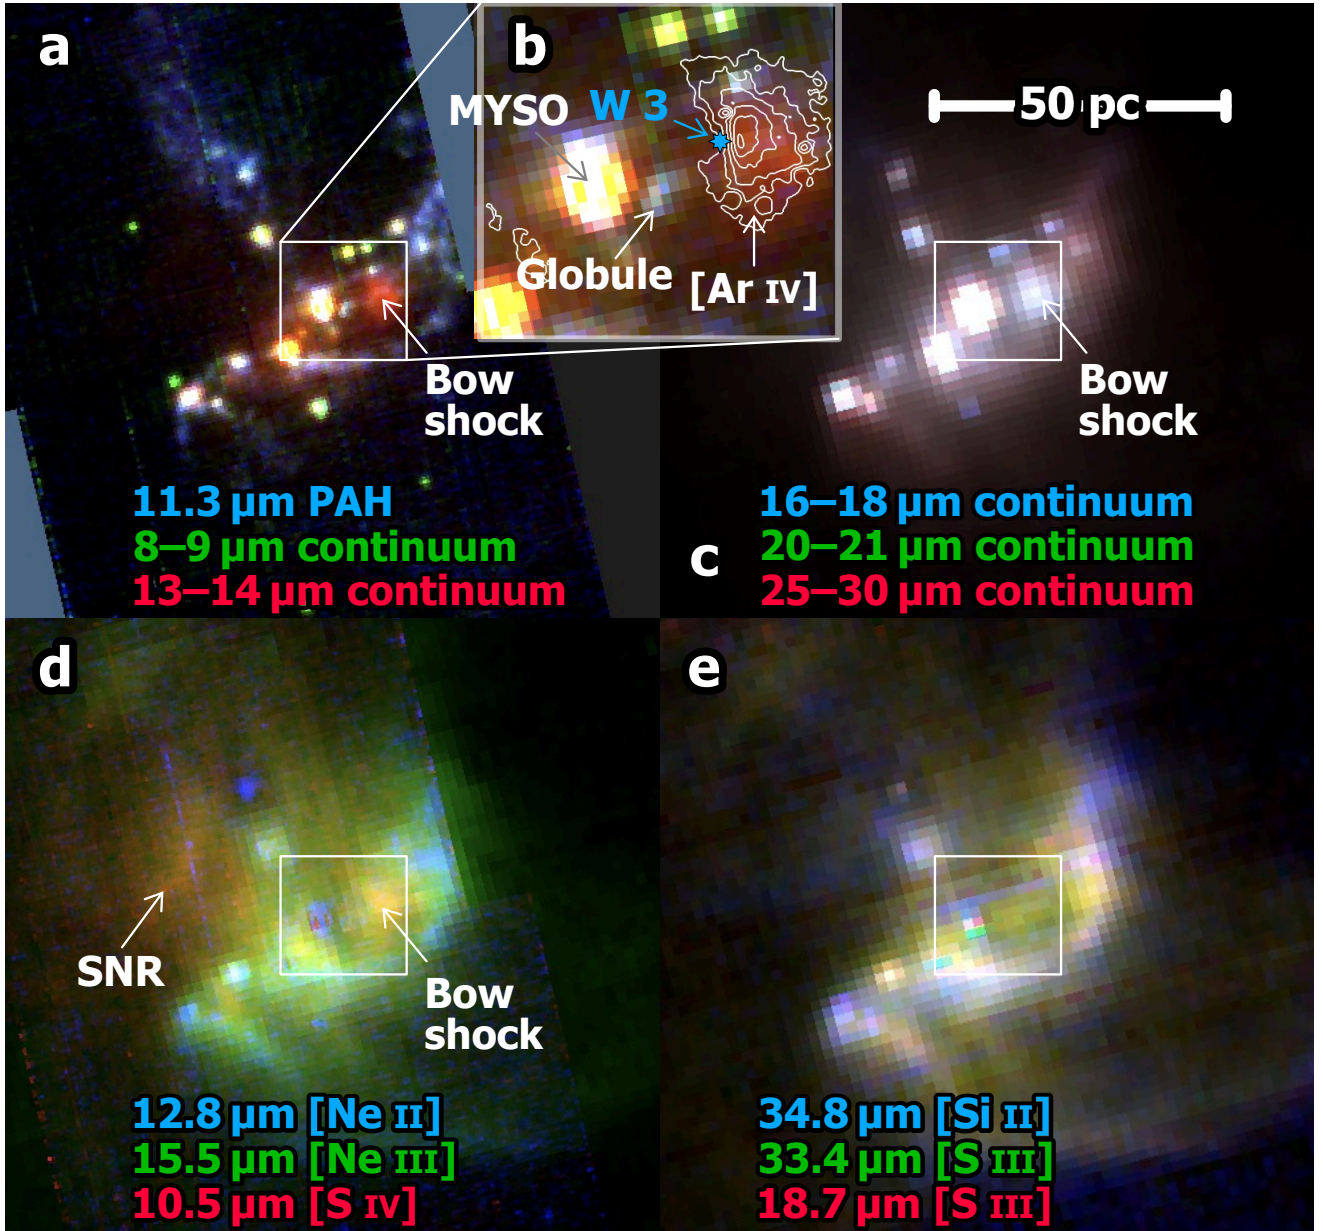 a
b
MYSO
W 3
Globule
[Ar IV]
Bow
shock
11.3 µm PAH
8–9 µm continuum
13–14 µm continuum
50 pc
Bow
shock
c
16–18 µm continuum
20–21 µm continuum
25–30 µm continuum
d
SNR
Bow
shock
12.8 µm [Ne II]
15.5 µm [Ne III]
10.5 µm [S IV]
e
34.8 µm [Si II]
33.4 µm [S III]
18.7 µm [S III]